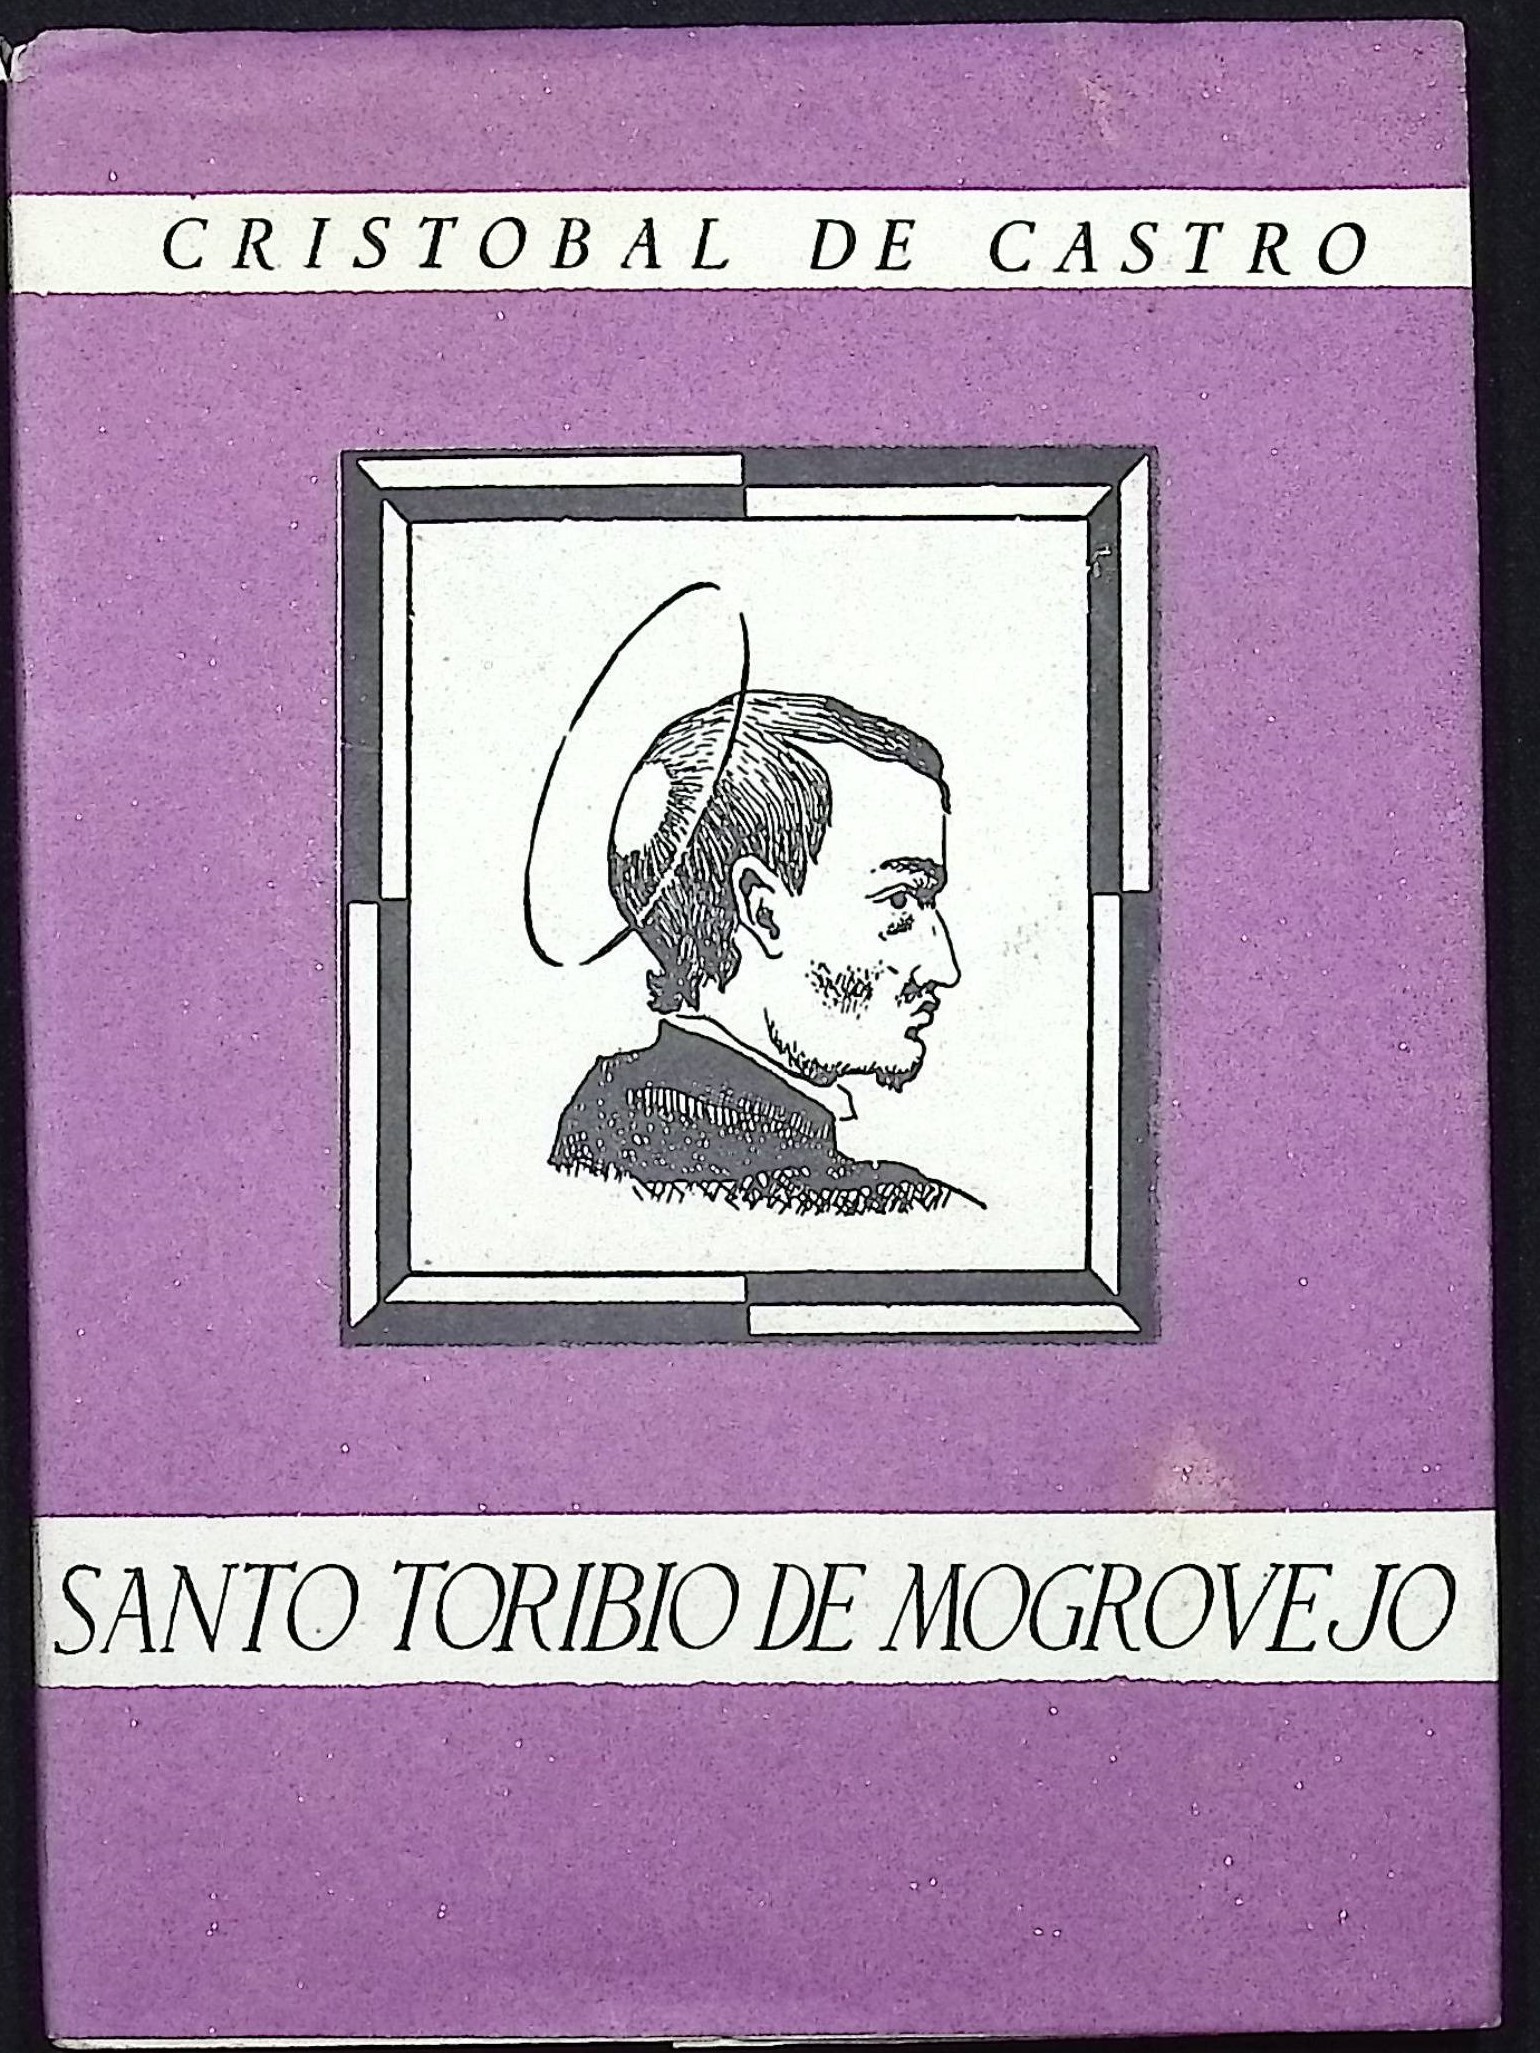 CRISTOBAL DE CASTRO
SANTO TORIBIO DE MOGROVEJO